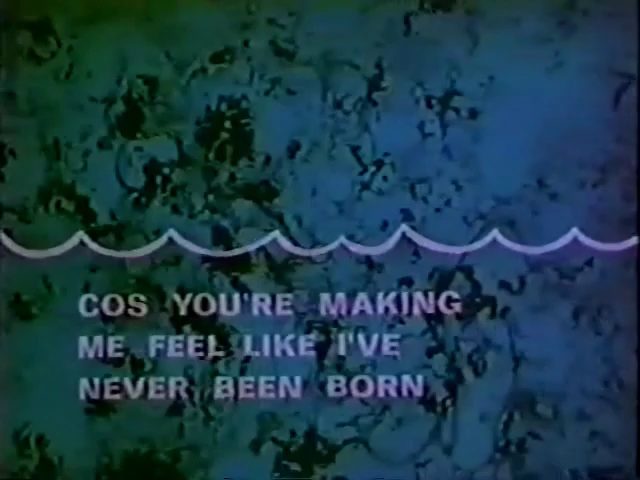 COS YOU'RE MAKING
ME FEEL LIKE I'VE
NEVER BEEN BORN